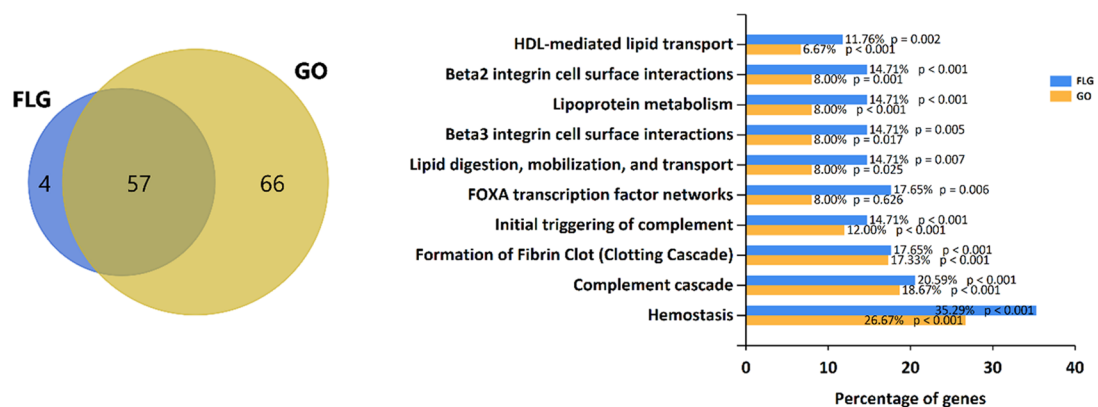 FLG
GO
4
57
66
HDL-mediated lipid transport
11.76% p = 0.002
6.67% p < 0.001
Beta2 integrin cell surface interactions
14.71% p < 0.001
8.00% p = 0.001
Lipoprotein metabolism
14.71% p < 0.001
8.00% p < 0.001
Beta3 integrin cell surface interactions
14.71% p = 0.005
8.00% p = 0.017
Lipid digestion, mobilization, and transport
14.71% p = 0.007
8.00% p = 0.025
FOXA transcription factor networks
17.65% p = 0.006
8.00% p = 0.626
Initial triggering of complement
14.71% p < 0.001
12.00% p < 0.001
Formation of Fibrin Clot (Clotting Cascade)
17.65% p < 0.001
17.33% p < 0.001
Complement cascade
20.59% p < 0.001
18.67% p < 0.001
Hemostasis
35.29% p < 0.001
26.67% p < 0.001
FLG
GO
0 10 20 30 40
Percentage of genes